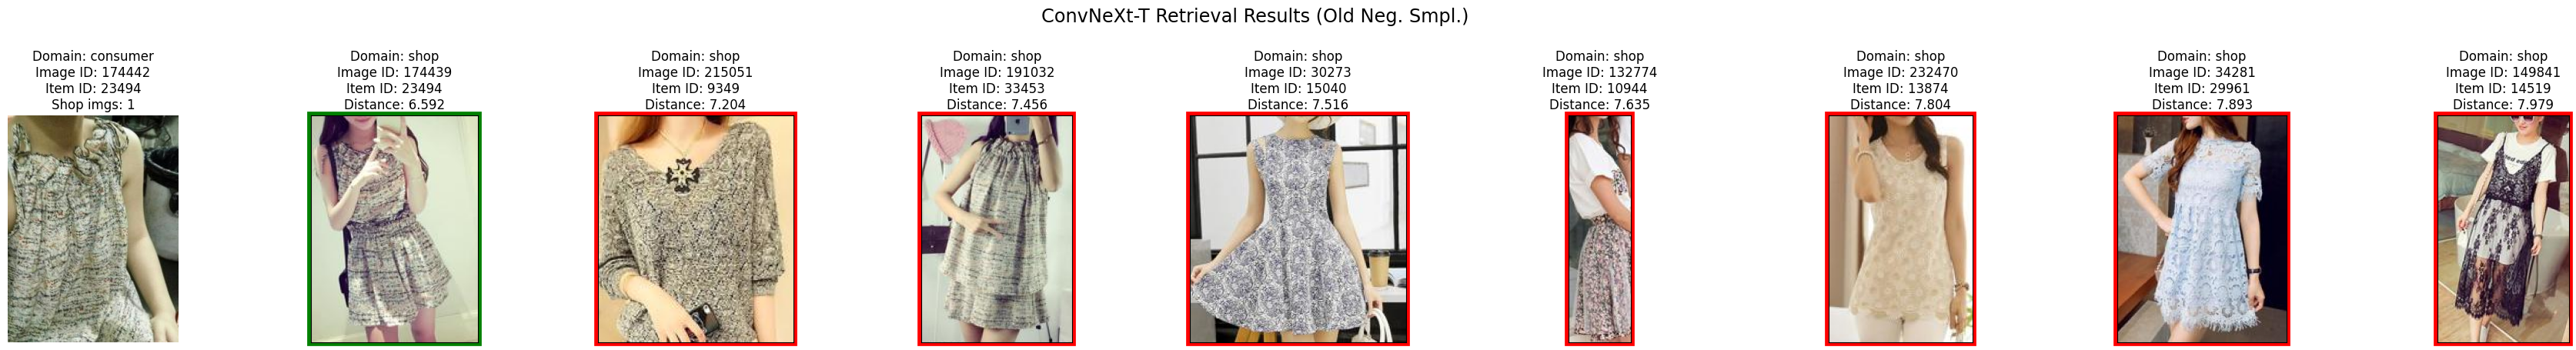 ConvNeXt-T Retrieval Results (Old Neg. Smpl.)
Domain: consumer
Image ID: 174442
Item ID: 23494
Shop imgs: 1
Domain: shop
Image ID: 174439
Item ID: 23494
Distance: 6.592
Domain: shop
Image ID: 215051
Item ID: 9349
Distance: 7.204
Domain: shop
Image ID: 191032
Item ID: 33453
Distance: 7.456
Domain: shop
Image ID: 30273
Item ID: 15040
Distance: 7.516
Domain: shop
Image ID: 132774
Item ID: 10944
Distance: 7.635
Domain: shop
Image ID: 232470
Item ID: 13874
Distance: 7.804
Domain: shop
Image ID: 34281
Item ID: 29961
Distance: 7.893
Domain: shop
Image ID: 149841
Item ID: 14519
Distance: 7.979